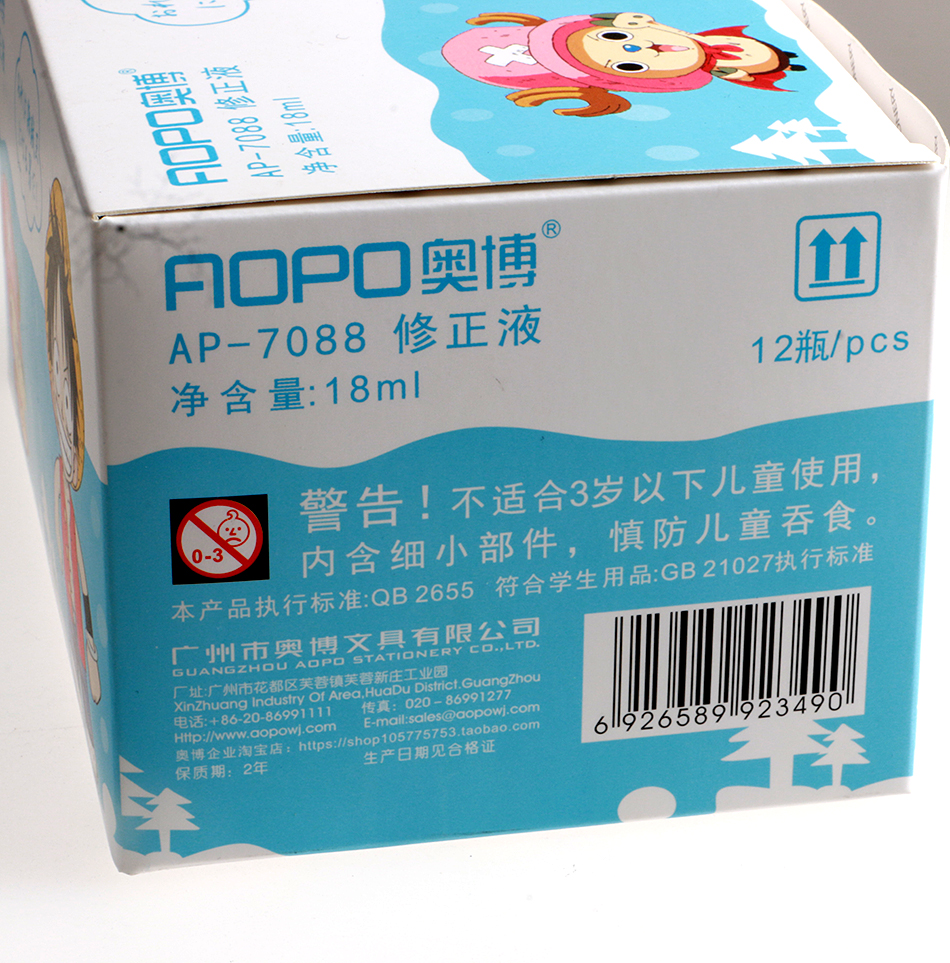 AOPO奥博®
AP-7088 修正液
净含量:18ml
AOPO奥博®
AP-7088 修正液
净含量:18ml
12瓶/pcs
0-3
警告！不适合3岁以下儿童使用，
内含细小部件，慎防儿童吞食。
本产品执行标准:QB 2655 符合学生用品:GB 21027执行标准
广州市奥博文具有限公司
GUANGZHOU AOPO STATIONERY CO.,LTD.
厂址:广州市花都区芙蓉镇芙蓉新庄工业园
XinZhuang Industry Of Area,HuaDu District.GuangZhou
电话:+86-20-86991111 传真：020-86991277
Http://www.aopowj.com E-mail:sales@aopowj.com
奥博企业淘宝店：https://shop105775753.taobao.com
保质期：2年 生产日期见合格证
6 926589 923490